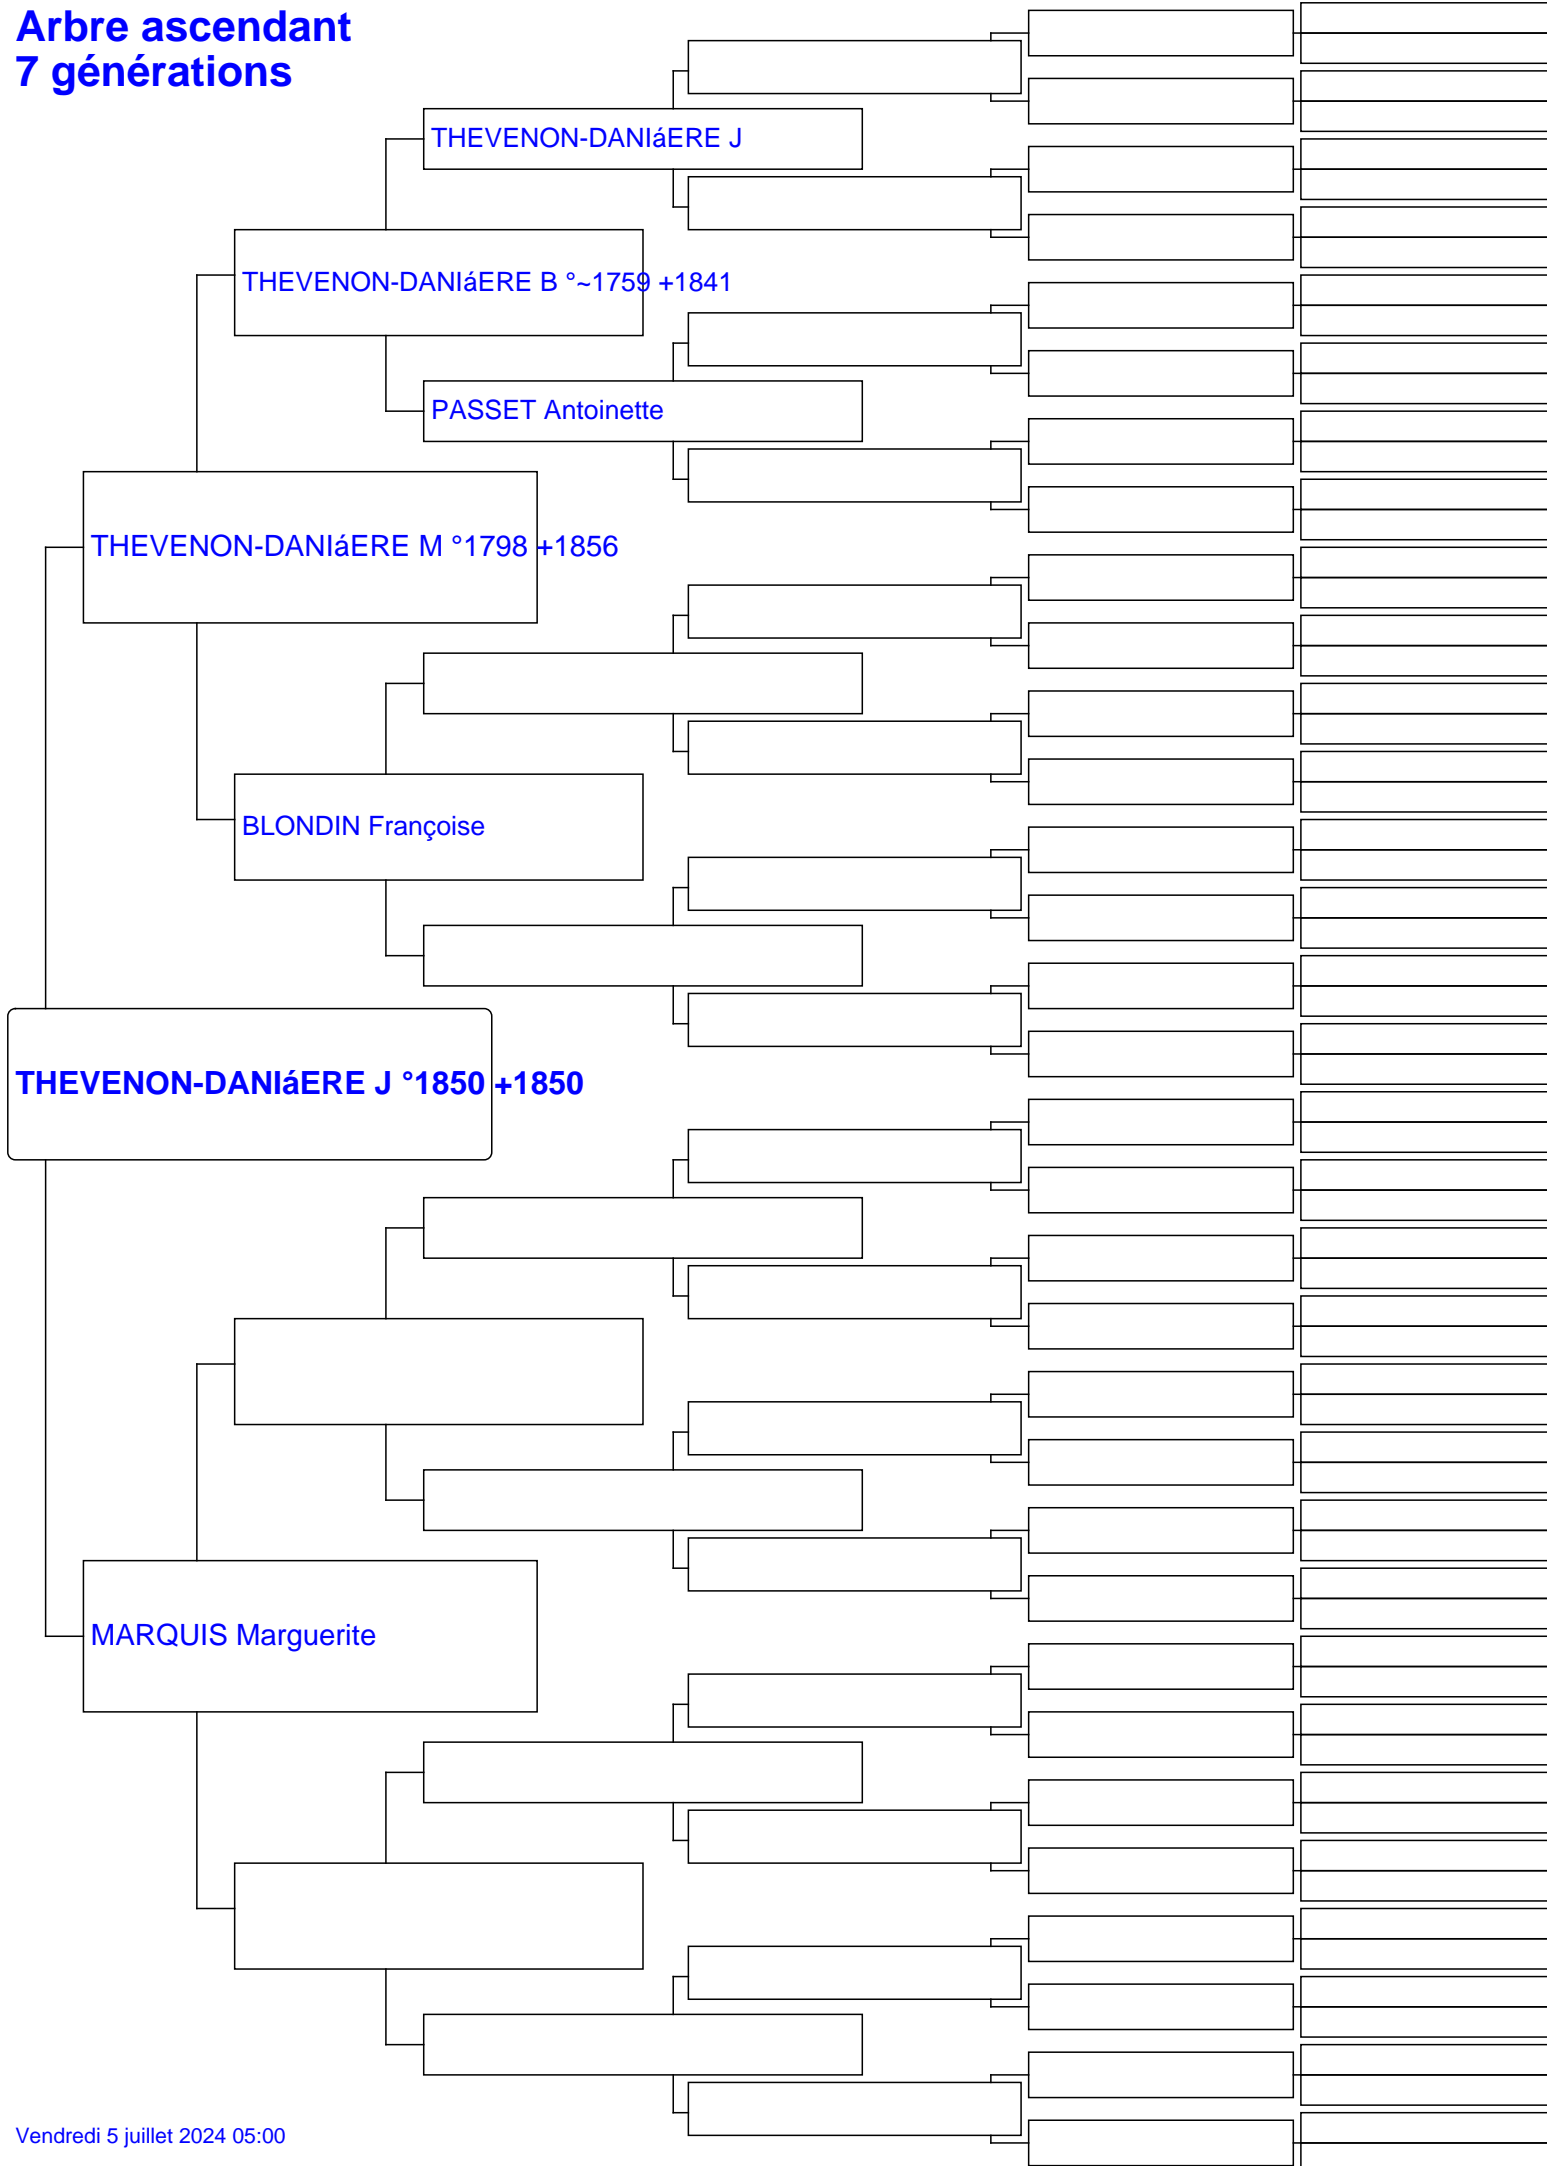 Arbre ascendant
7 générations
THEVENON-DANIáERE J
THEVENON-DANIáERE B °~1759 +1841
PASSET Antoinette
THEVENON-DANIáERE M °1798 +1856
BLONDIN Françoise
THEVENON-DANIáERE J °1850 +1850
MARQUIS Marguerite
Vendredi 5 juillet 2024 05:00